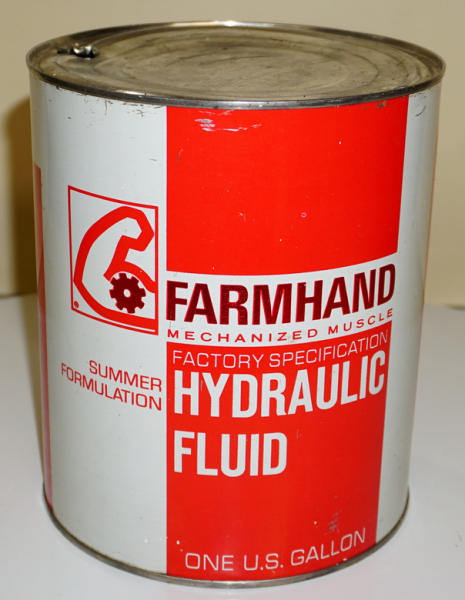 FARMHAND
MECHANIZED MUSCLE
FACTORY SPECIFICATION
SUMMER
FORMULATION
HYDRAULIC
FLUID
ONE U.S. GALLON